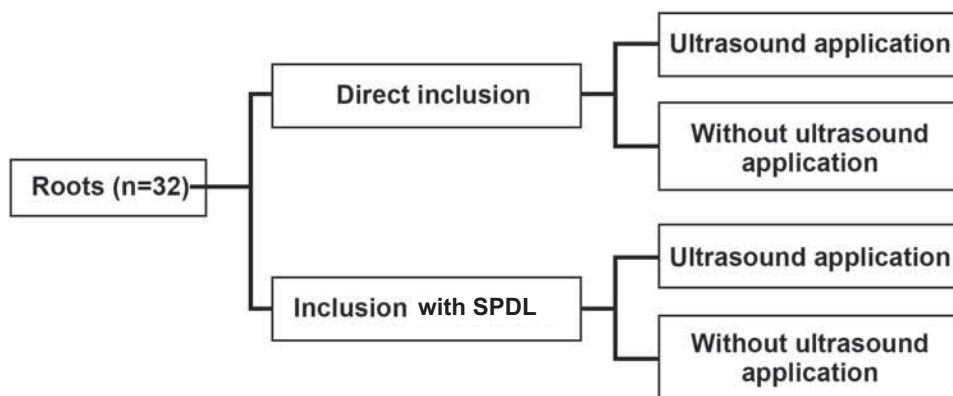 Roots (n=32)
Direct inclusion
Ultrasound application
Without ultrasound
application
Inclusion with SPDL
Ultrasound application
Without ultrasound
application